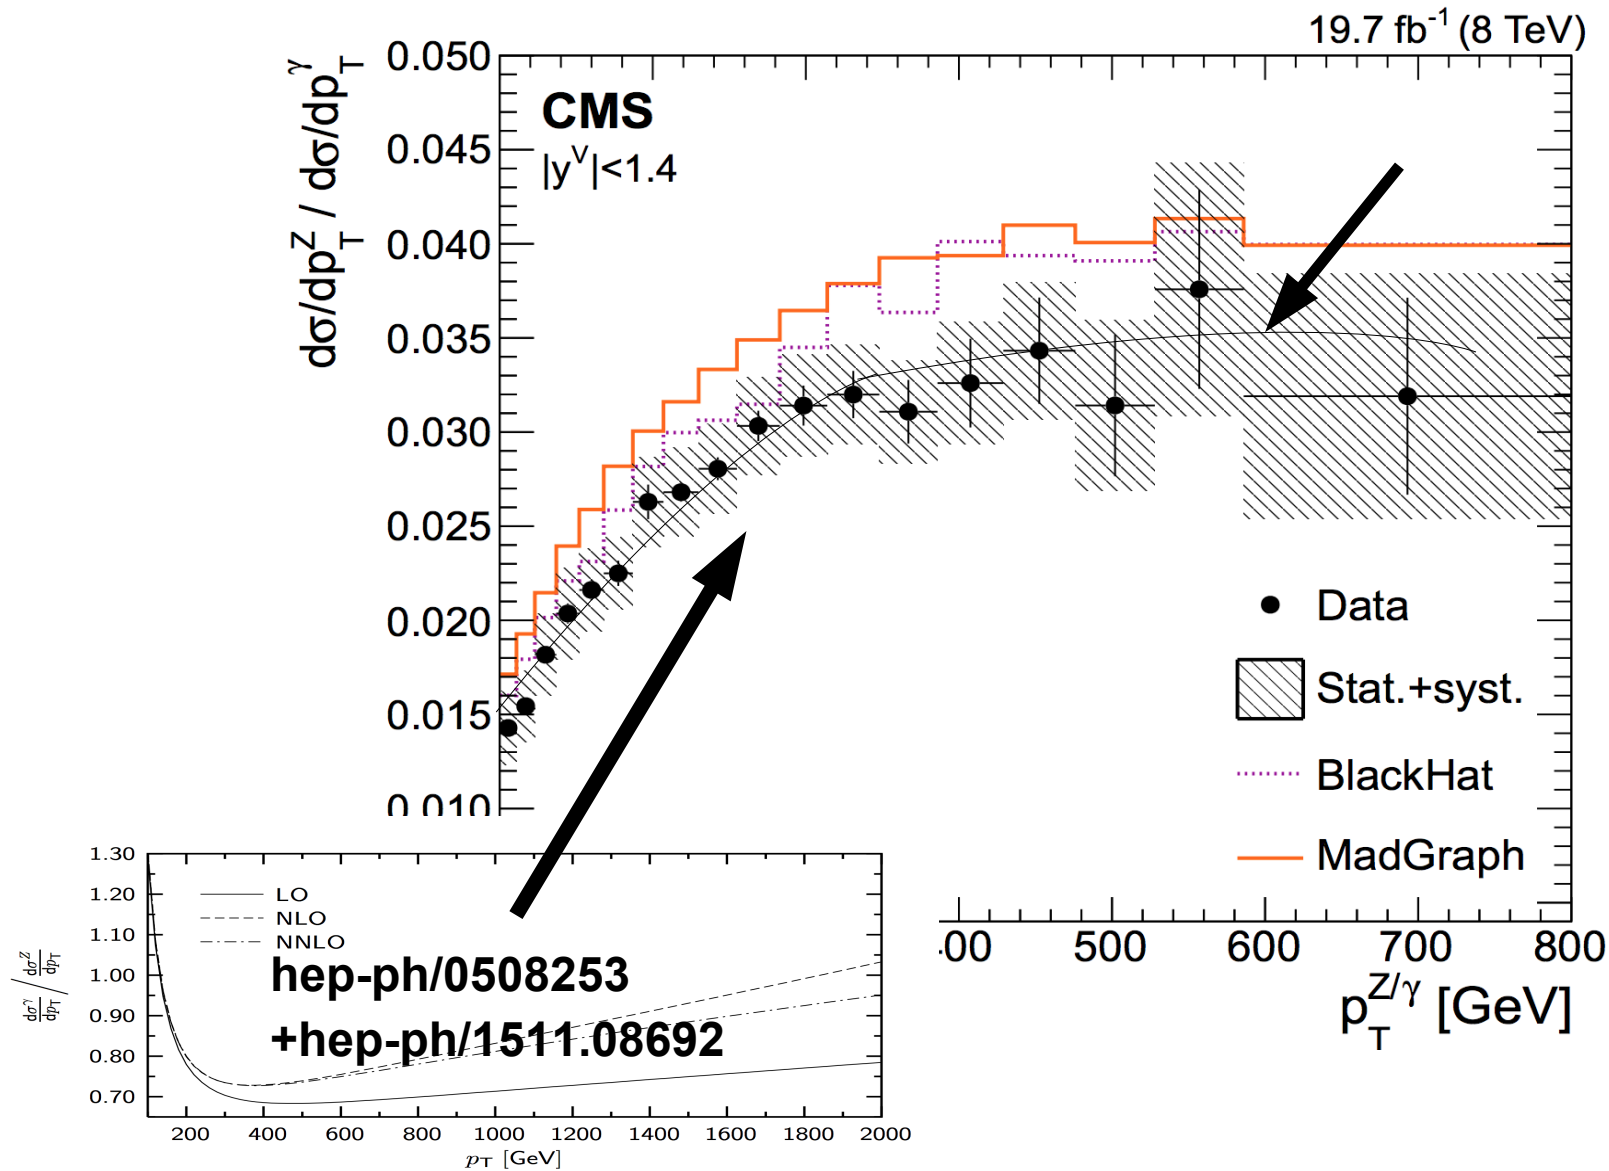 19.7 fb-1 (8 TeV)
dσ/dpTZ / dσ/dpTγ
0.050
0.045
0.040
0.035
0.030
0.025
0.020
0.015
0.010
CMS
|yV|<1.4
Data
Stat.+syst.
BlackHat
MadGraph
500 600 700 800
pTZ/γ [GeV]
1.30
1.20
1.10
1.00
0.90
0.80
0.70
LO
NLO
NNLO
hep-ph/0508253
+hep-ph/1511.08692
dσγ/dpT / dσZ/dpT
200 400 600 800 1000 1200 1400 1600 1800 2000
pT [GeV]